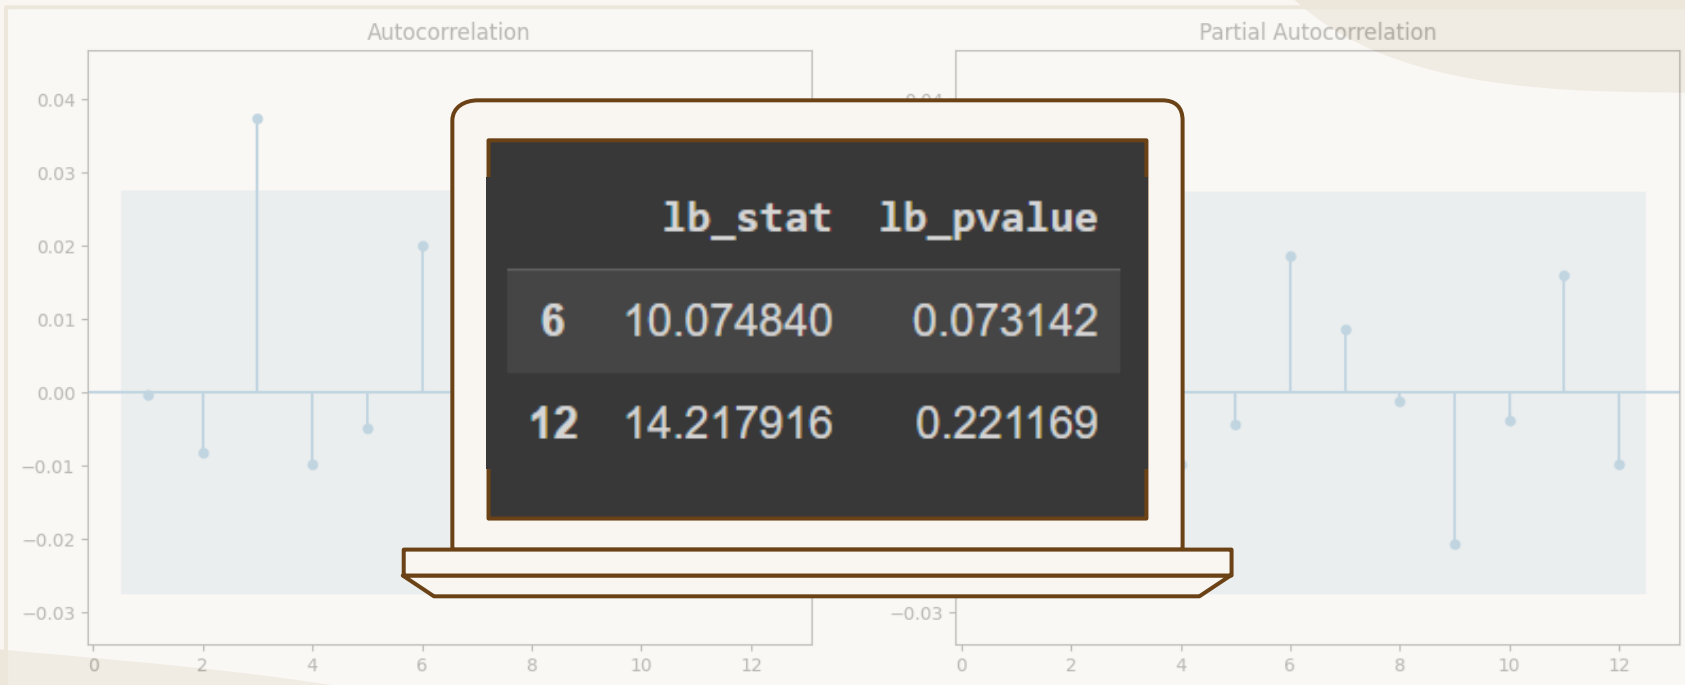 Autocorrelation
Partial Autocorrelation
0.04
0.03
0.02
0.01
0.00
−0.01
−0.02
−0.03
0 2 4 6 8 10 12
lb_stat lb_pvalue
6 10.074840 0.073142
12 14.217916 0.221169
0.04
−0.03
0 2 4 6 8 10 12